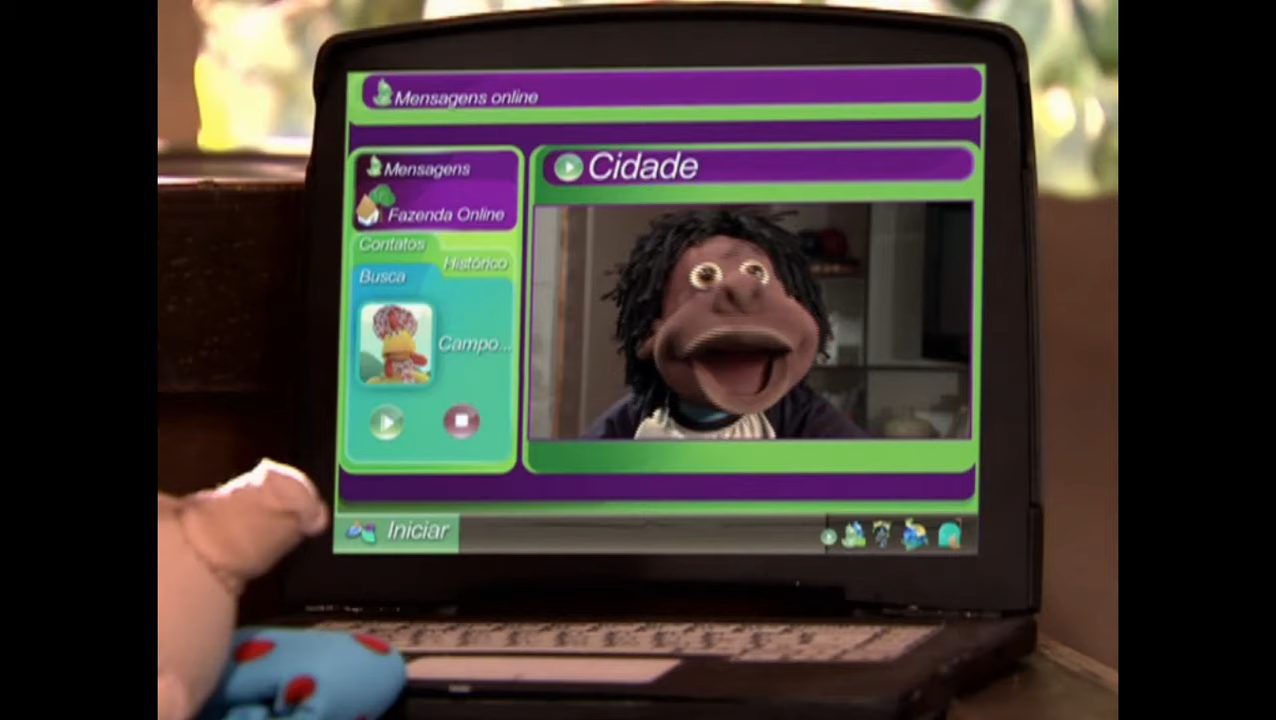 Mensagens online
Mensagens
Fazenda Online
Contatos
Histórico
Busca
Campo...
Cidade
Iniciar